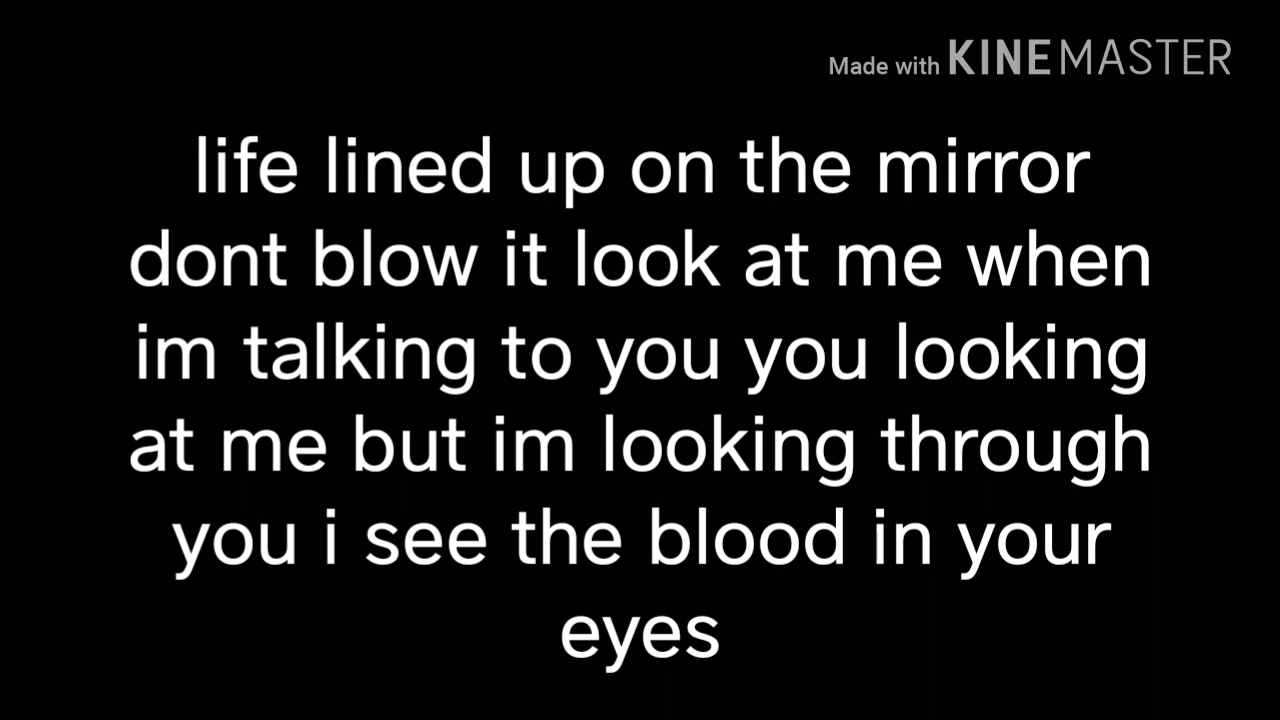 Made with KINEMASTER
life lined up on the mirror
dont blow it look at me when
im talking to you you looking
at me but im looking through
you i see the blood in your
eyes